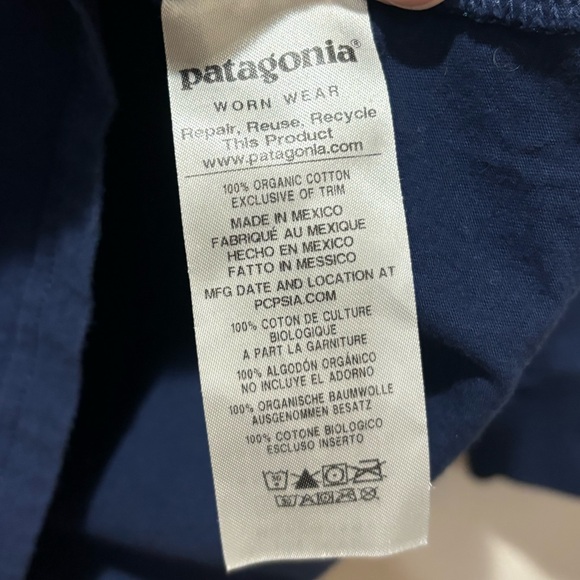 patagonia®
WORN WEAR
Repair, Reuse, Recycle
This Product
www.patagonia.com
100% ORGANIC COTTON
EXCLUSIVE OF TRIM
MADE IN MEXICO
FABRIQUÉ AU MEXIQUE
HECHO EN MEXICO
FATTO IN MESSICO
MFG DATE AND LOCATION AT
PCPSIA.COM
100% COTON DE CULTURE
BIOLOGIQUE
A PART LA GARNITURE
100% ALGODÓN ORGÁNICO
NO INCLUYE EL ADORNO
100% ORGANISCHE BAUMWOLLE
AUSGENOMMEN BESATZ
100% COTONE BIOLOGICO
ESCLUSO INSERTO